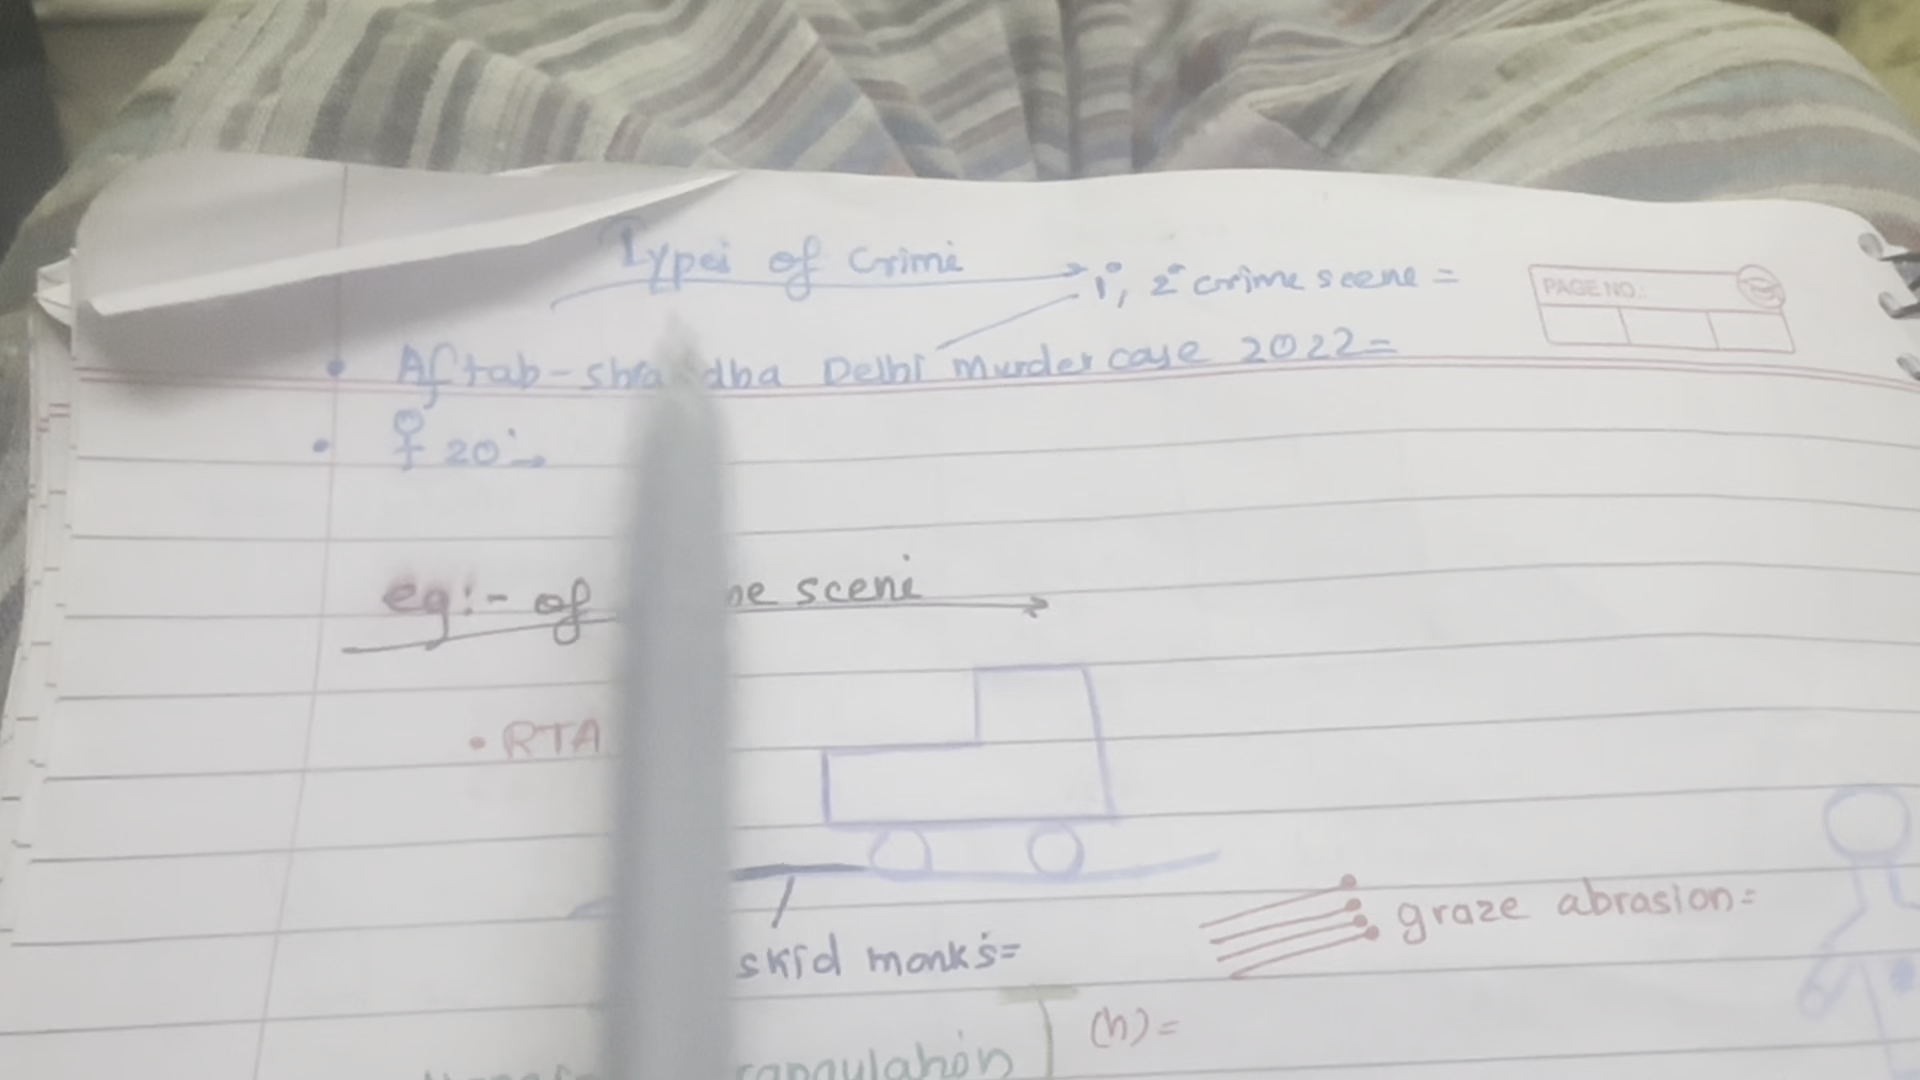 Types of Crime
1°, 2° crime scene =
PAGE NO.:
• Aftab - shra dha Delhi Murder case 2022 =
• ♀ 20 →
eg:- of ne scene
• RTA
graze abrasion =
skid marks =
(h) =